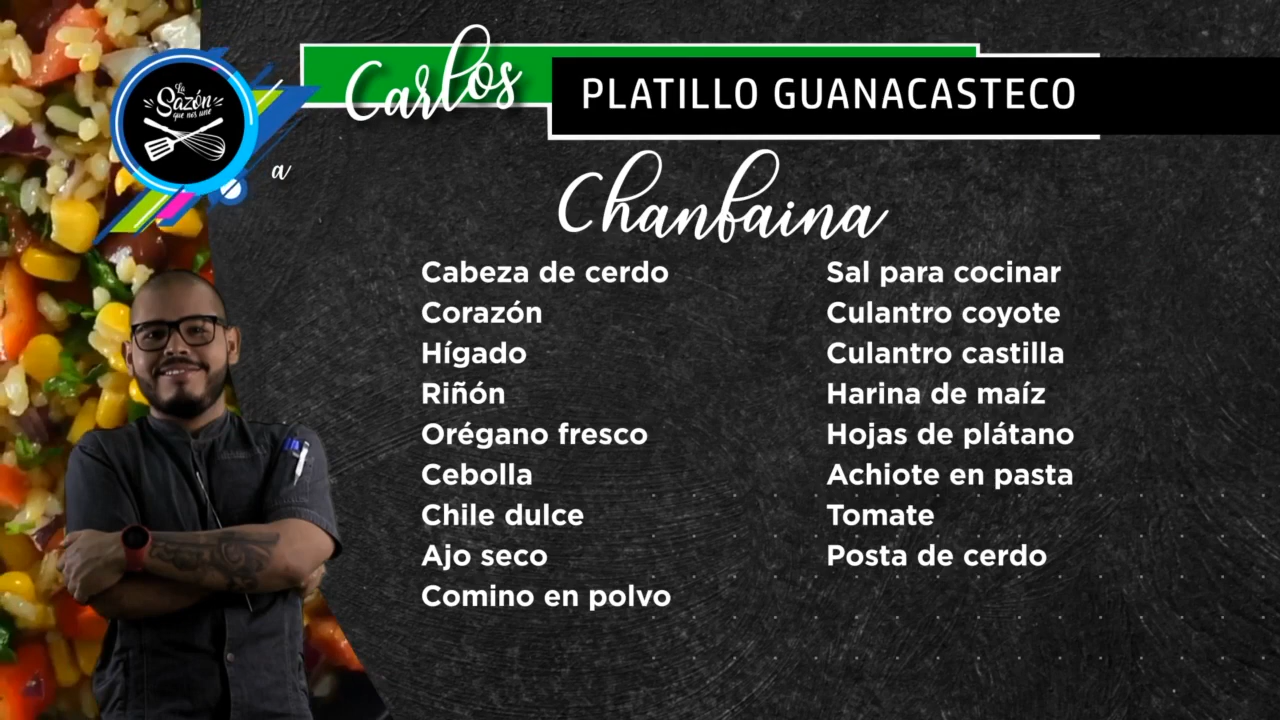 La
Sazón
que nos une
a
Carlos
PLATILLO GUANACASTECO
Chanfaina
Cabeza de cerdo
Corazón
Hígado
Riñón
Orégano fresco
Cebolla
Chile dulce
Ajo seco
Comino en polvo
Sal para cocinar
Culantro coyote
Culantro castilla
Harina de maíz
Hojas de plátano
Achiote en pasta
Tomate
Posta de cerdo